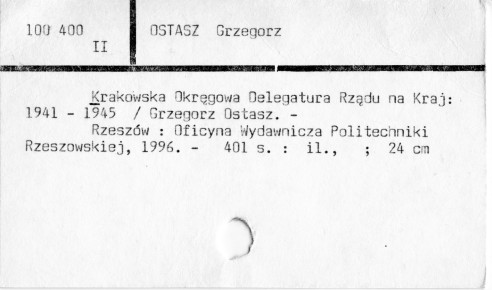 100 400 OSTASZ Grzegorz
II
Krakowska Okręgowa Delegatura Rządu na Kraj:
1941 - 1945 / Grzegorz Ostasz. -
Rzeszów : Oficyna Wydawnicza Politechniki
Rzeszowskiej, 1996. - 401 s. : il., ; 24 cm